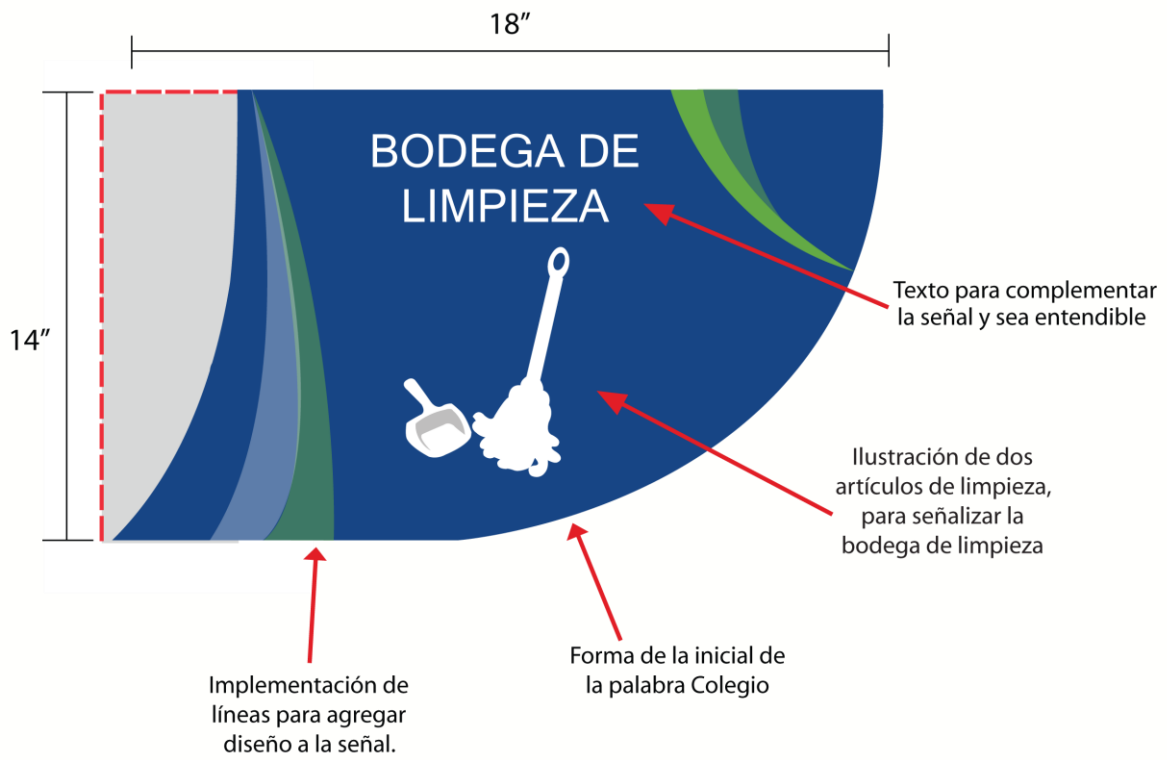 18”
14”
BODEGA DE
LIMPIEZA
Texto para complementar
la señal y sea entendible
Ilustración de dos
artículos de limpieza,
para señalizar la
bodega de limpieza
Forma de la inicial de
la palabra Colegio
Implementación de
líneas para agregar
diseño a la señal.